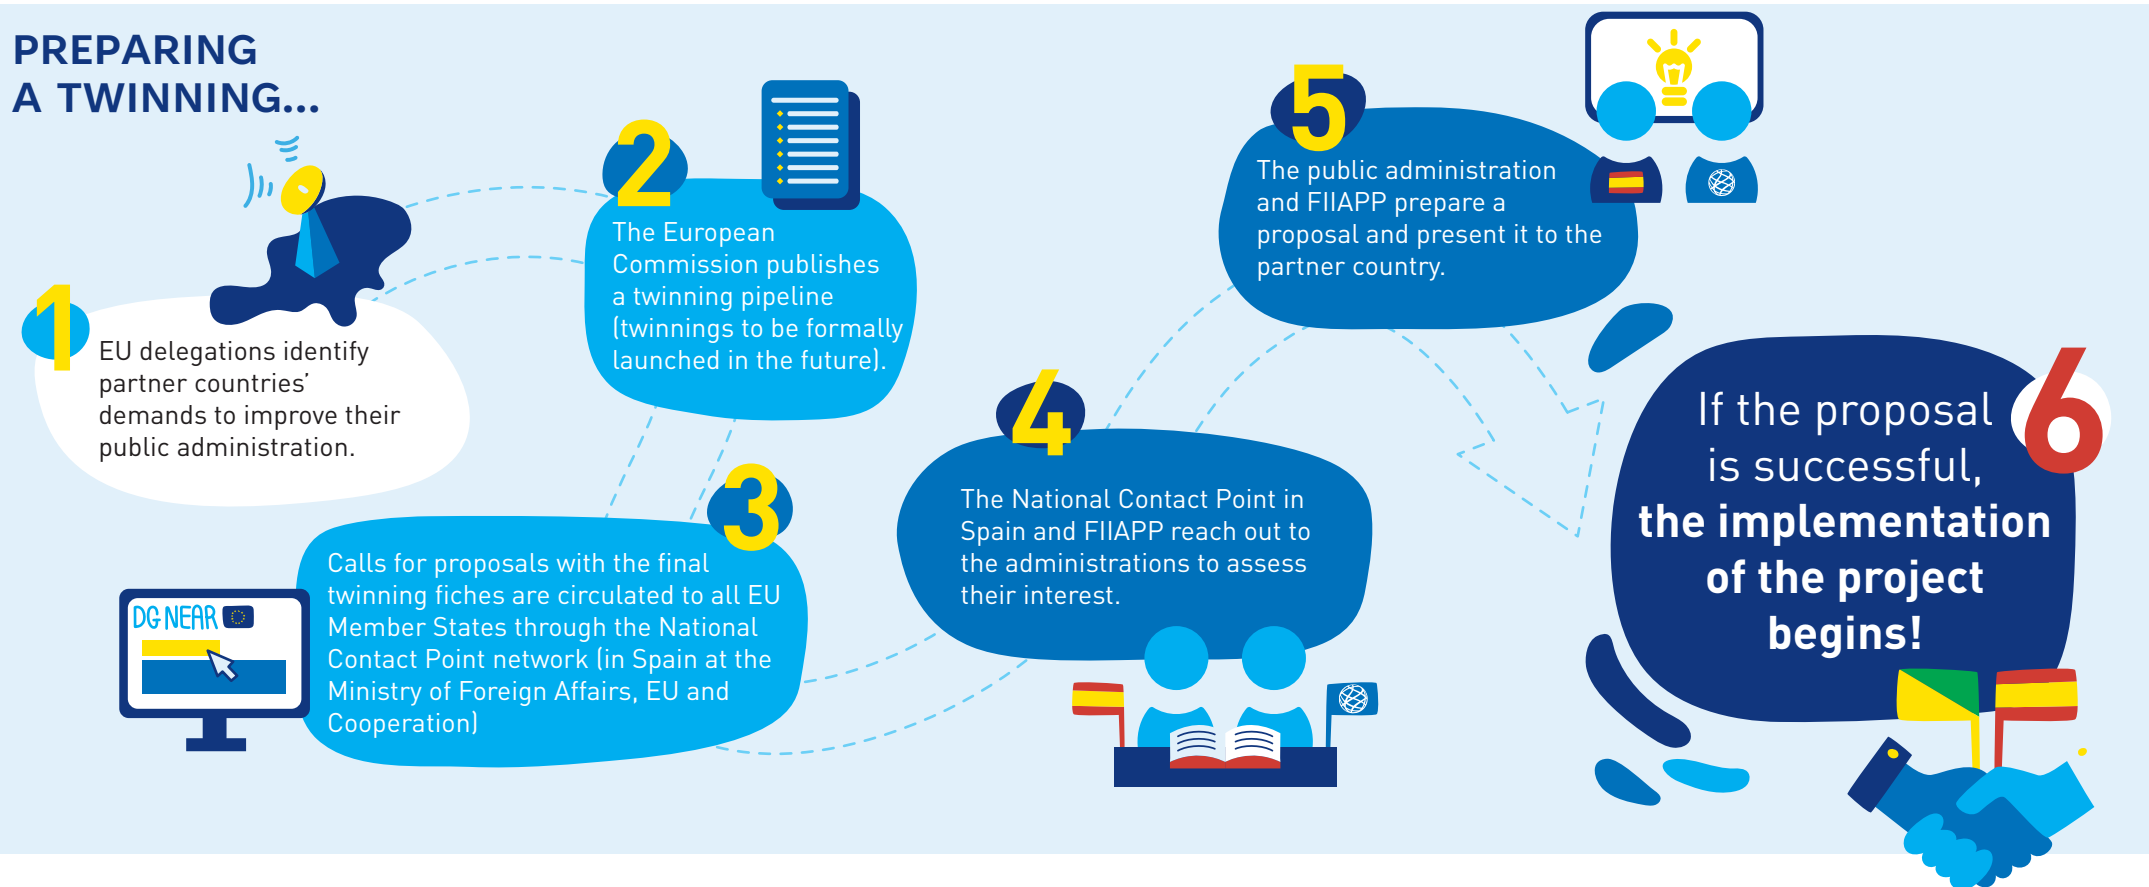 PREPARING
A TWINNING...
1
EU delegations identify
partner countries’
demands to improve their
public administration.
2
The European
Commission publishes
a twinning pipeline
(twinnings to be formally
launched in the future).
3
Calls for proposals with the final
twinning fiches are circulated to all EU
Member States through the National
Contact Point network (in Spain at the
Ministry of Foreign Affairs, EU and
Cooperation)
DG NEAR
4
The National Contact Point in
Spain and FIIAPP reach out to
the administrations to assess
their interest.
5
The public administration
and FIIAPP prepare a
proposal and present it to the
partner country.
6
If the proposal
is successful,
the implementation
of the project
begins!